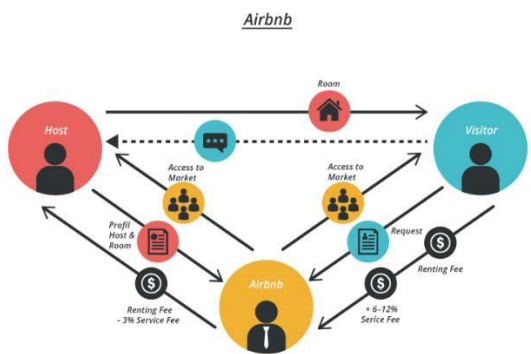 Airbnb
Room
Host
Visitor
Access to
Market
Access to
Market
Profil
Host &
Room
Request
Renting Fee
Airbnb
Renting Fee
- 3% Service Fee
+ 6–12%
Serice Fee